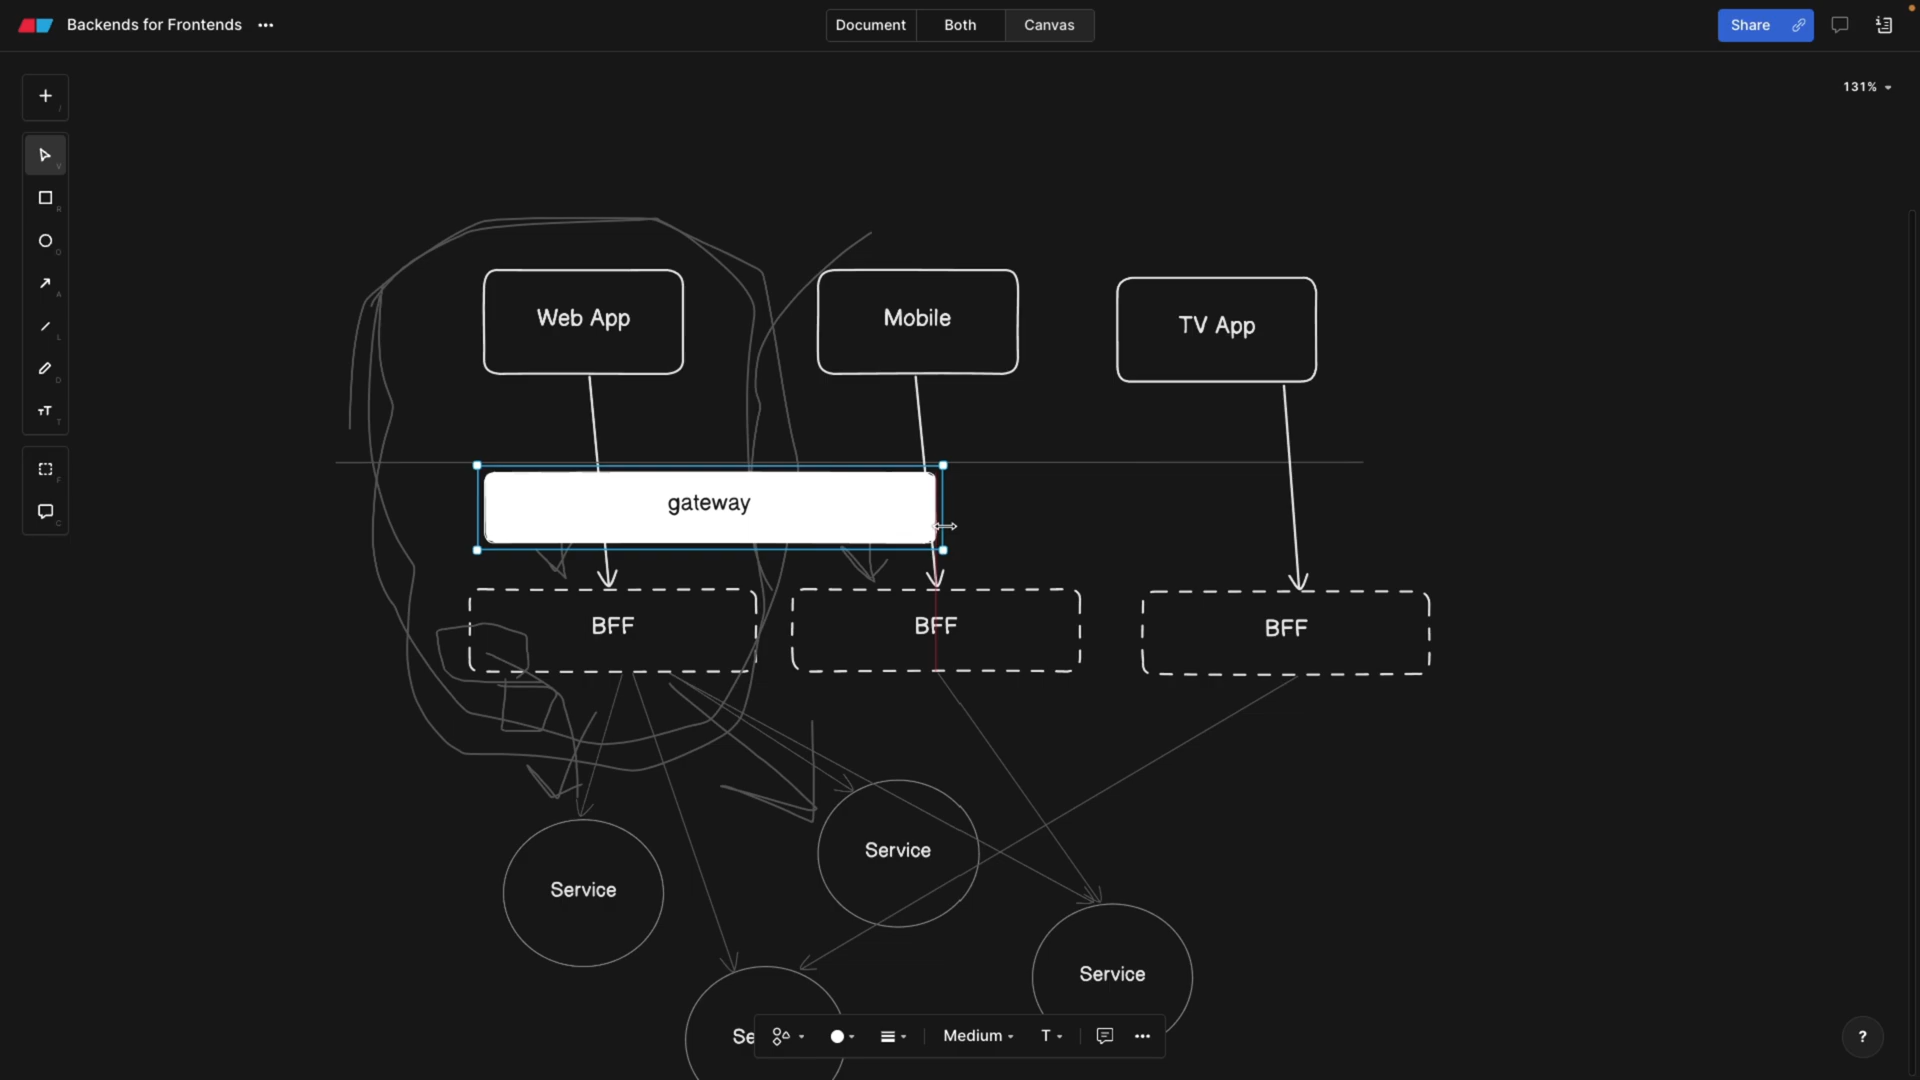 Backends for Frontends
Document
Both
Canvas
Share
131%
/
V
R
O
A
L
D
T
F
C
Web App
Mobile
TV App
gateway
BFF
BFF
BFF
Service
Service
Service
Se
Medium
T
?